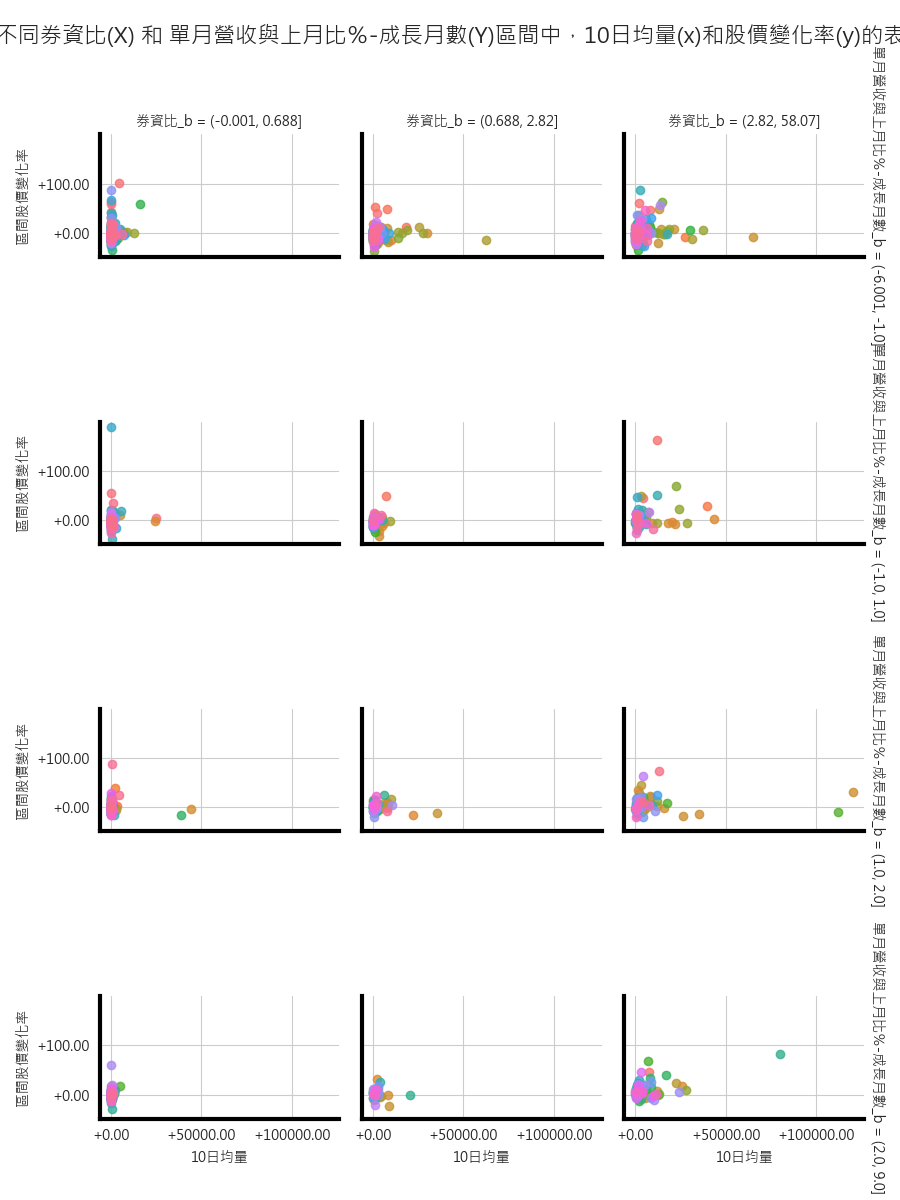 不同券資比(X) 和 單月營收與上月比%-成長月數(Y)區間中，10日均量(x)和股價變化率(y)的表
券資比_b = (-0.001, 0.688]
券資比_b = (0.688, 2.82]
券資比_b = (2.82, 58.07]
區間股價變化率
+100.00
+0.00
單月營收與上月比%-成長月數_b = (-6.001, -1.0]
區間股價變化率
+100.00
+0.00
單月營收與上月比%-成長月數_b = (-1.0, 1.0]
區間股價變化率
+100.00
+0.00
單月營收與上月比%-成長月數_b = (1.0, 2.0]
區間股價變化率
+100.00
+0.00
單月營收與上月比%-成長月數_b = (2.0, 9.0]
+0.00 +50000.00 +100000.00
+0.00 +50000.00 +100000.00
+0.00 +50000.00 +100000.00
10日均量
10日均量
10日均量